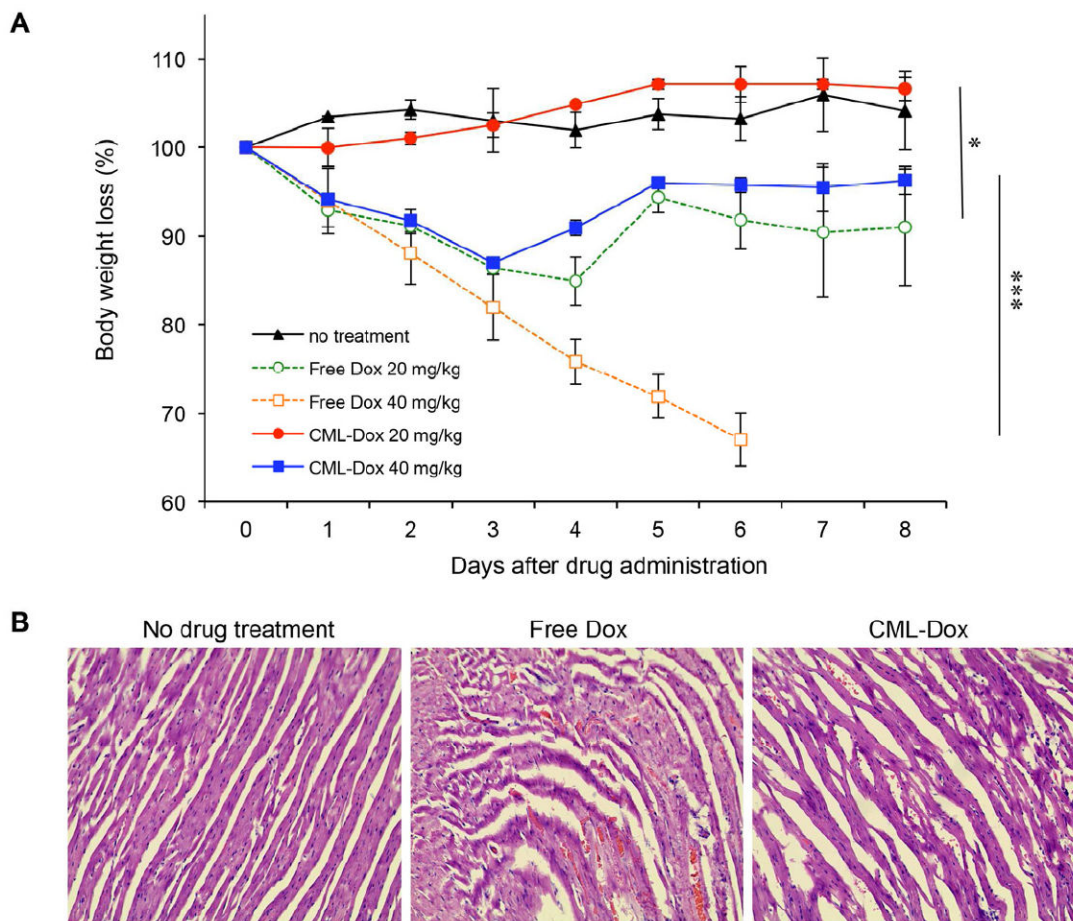 A
Body weight loss (%)
110
100
90
80
70
60
no treatment
Free Dox 20 mg/kg
Free Dox 40 mg/kg
CML-Dox 20 mg/kg
CML-Dox 40 mg/kg
*
***
0 1 2 3 4 5 6 7 8
Days after drug administration
B
No drug treatment Free Dox CML-Dox